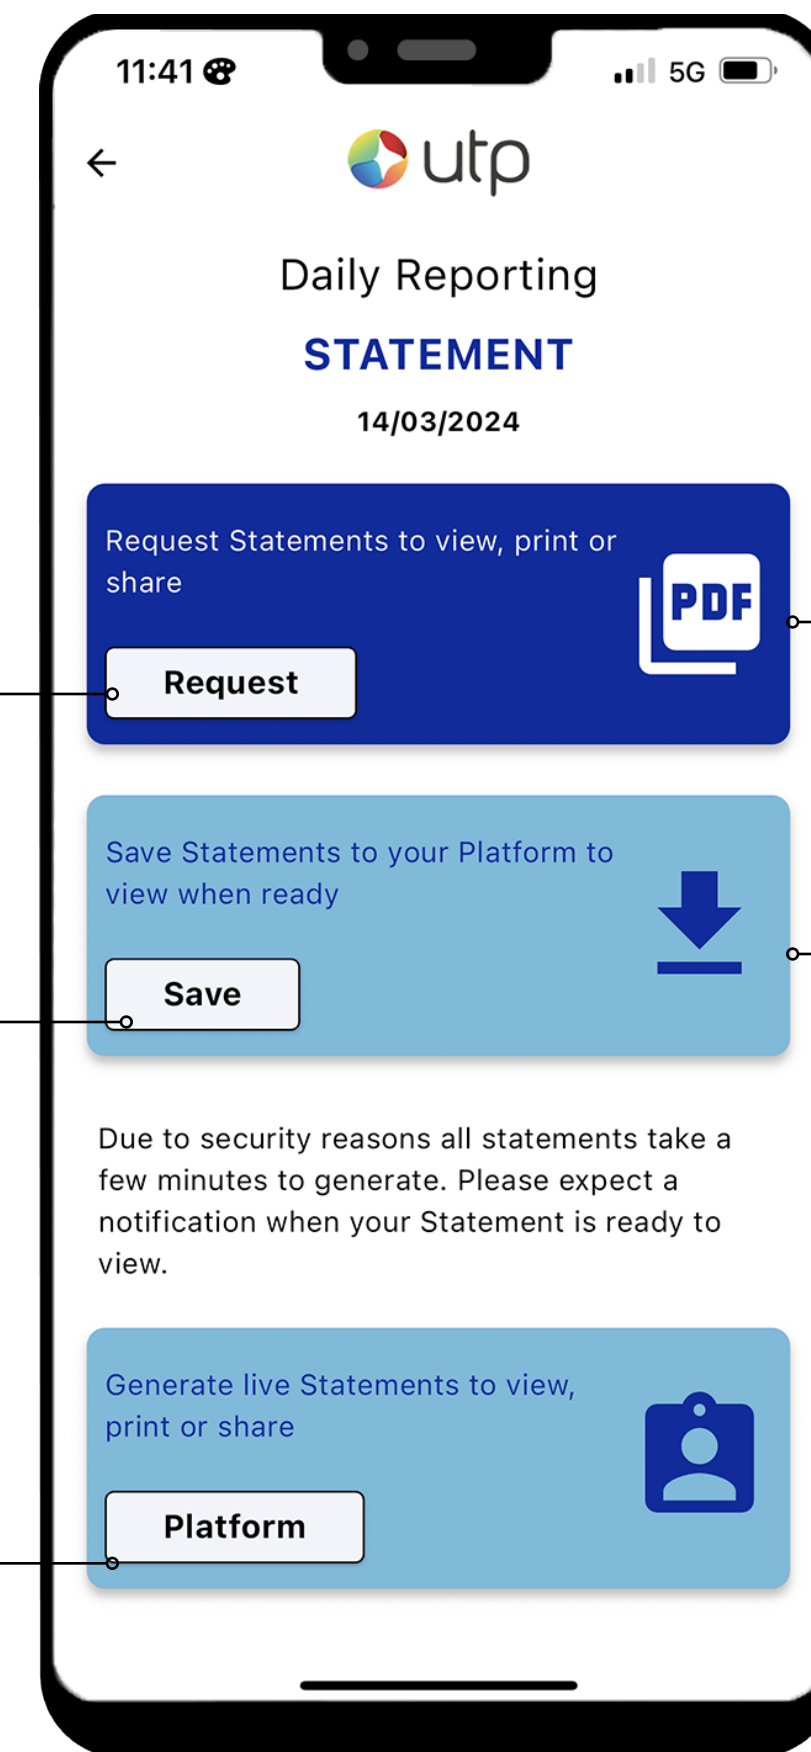 11:41
5G
utp
Daily Reporting
STATEMENT
14/03/2024
Request Statements to view, print or
share
PDF
Request
Save Statements to your Platform to
view when ready
Save
Due to security reasons all statements take a
few minutes to generate. Please expect a
notification when your Statement is ready to
view.
Generate live Statements to view,
print or share
Platform